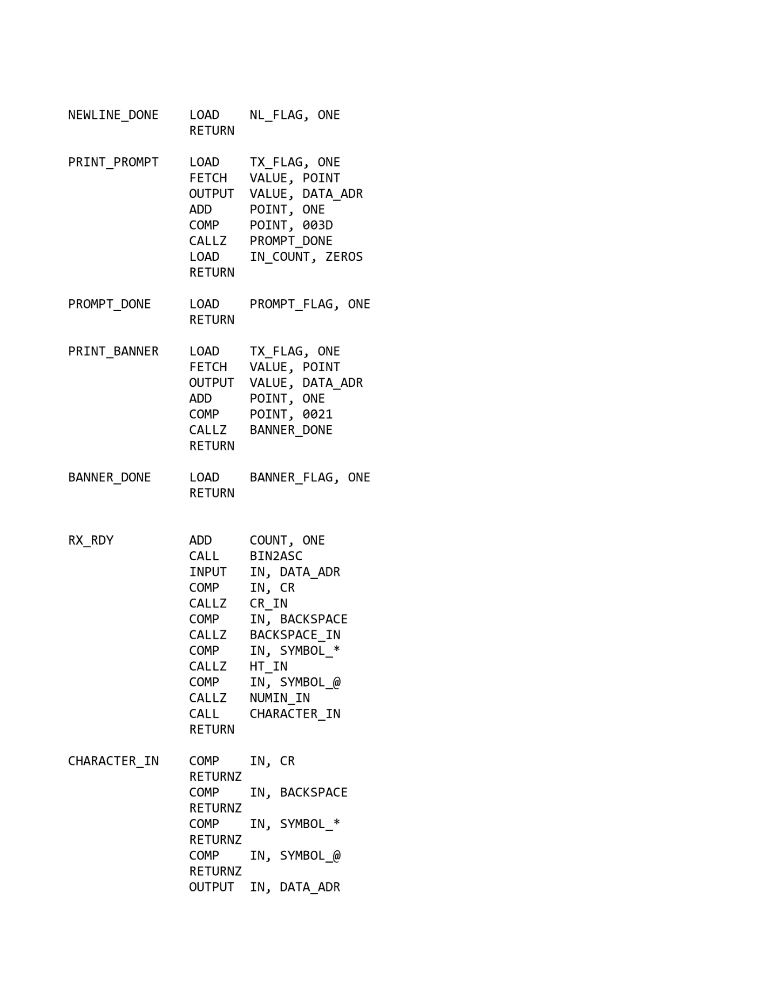 NEWLINE_DONE    LOAD    NL_FLAG, ONE
                RETURN

PRINT_PROMPT    LOAD    TX_FLAG, ONE
                FETCH   VALUE, POINT
                OUTPUT  VALUE, DATA_ADR
                ADD     POINT, ONE
                COMP    POINT, 003D
                CALLZ   PROMPT_DONE
                LOAD    IN_COUNT, ZEROS
                RETURN

PROMPT_DONE     LOAD    PROMPT_FLAG, ONE
                RETURN

PRINT_BANNER    LOAD    TX_FLAG, ONE
                FETCH   VALUE, POINT
                OUTPUT  VALUE, DATA_ADR
                ADD     POINT, ONE
                COMP    POINT, 0021
                CALLZ   BANNER_DONE
                RETURN

BANNER_DONE     LOAD    BANNER_FLAG, ONE
                RETURN


RX_RDY          ADD     COUNT, ONE
                CALL    BIN2ASC
                INPUT   IN, DATA_ADR
                COMP    IN, CR
                CALLZ   CR_IN
                COMP    IN, BACKSPACE
                CALLZ   BACKSPACE_IN
                COMP    IN, SYMBOL_*
                CALLZ   HT_IN
                COMP    IN, SYMBOL_@
                CALLZ   NUMIN_IN
                CALL    CHARACTER_IN
                RETURN

CHARACTER_IN    COMP    IN, CR
                RETURNZ
                COMP    IN, BACKSPACE
                RETURNZ
                COMP    IN, SYMBOL_*
                RETURNZ
                COMP    IN, SYMBOL_@
                RETURNZ
                OUTPUT  IN, DATA_ADR